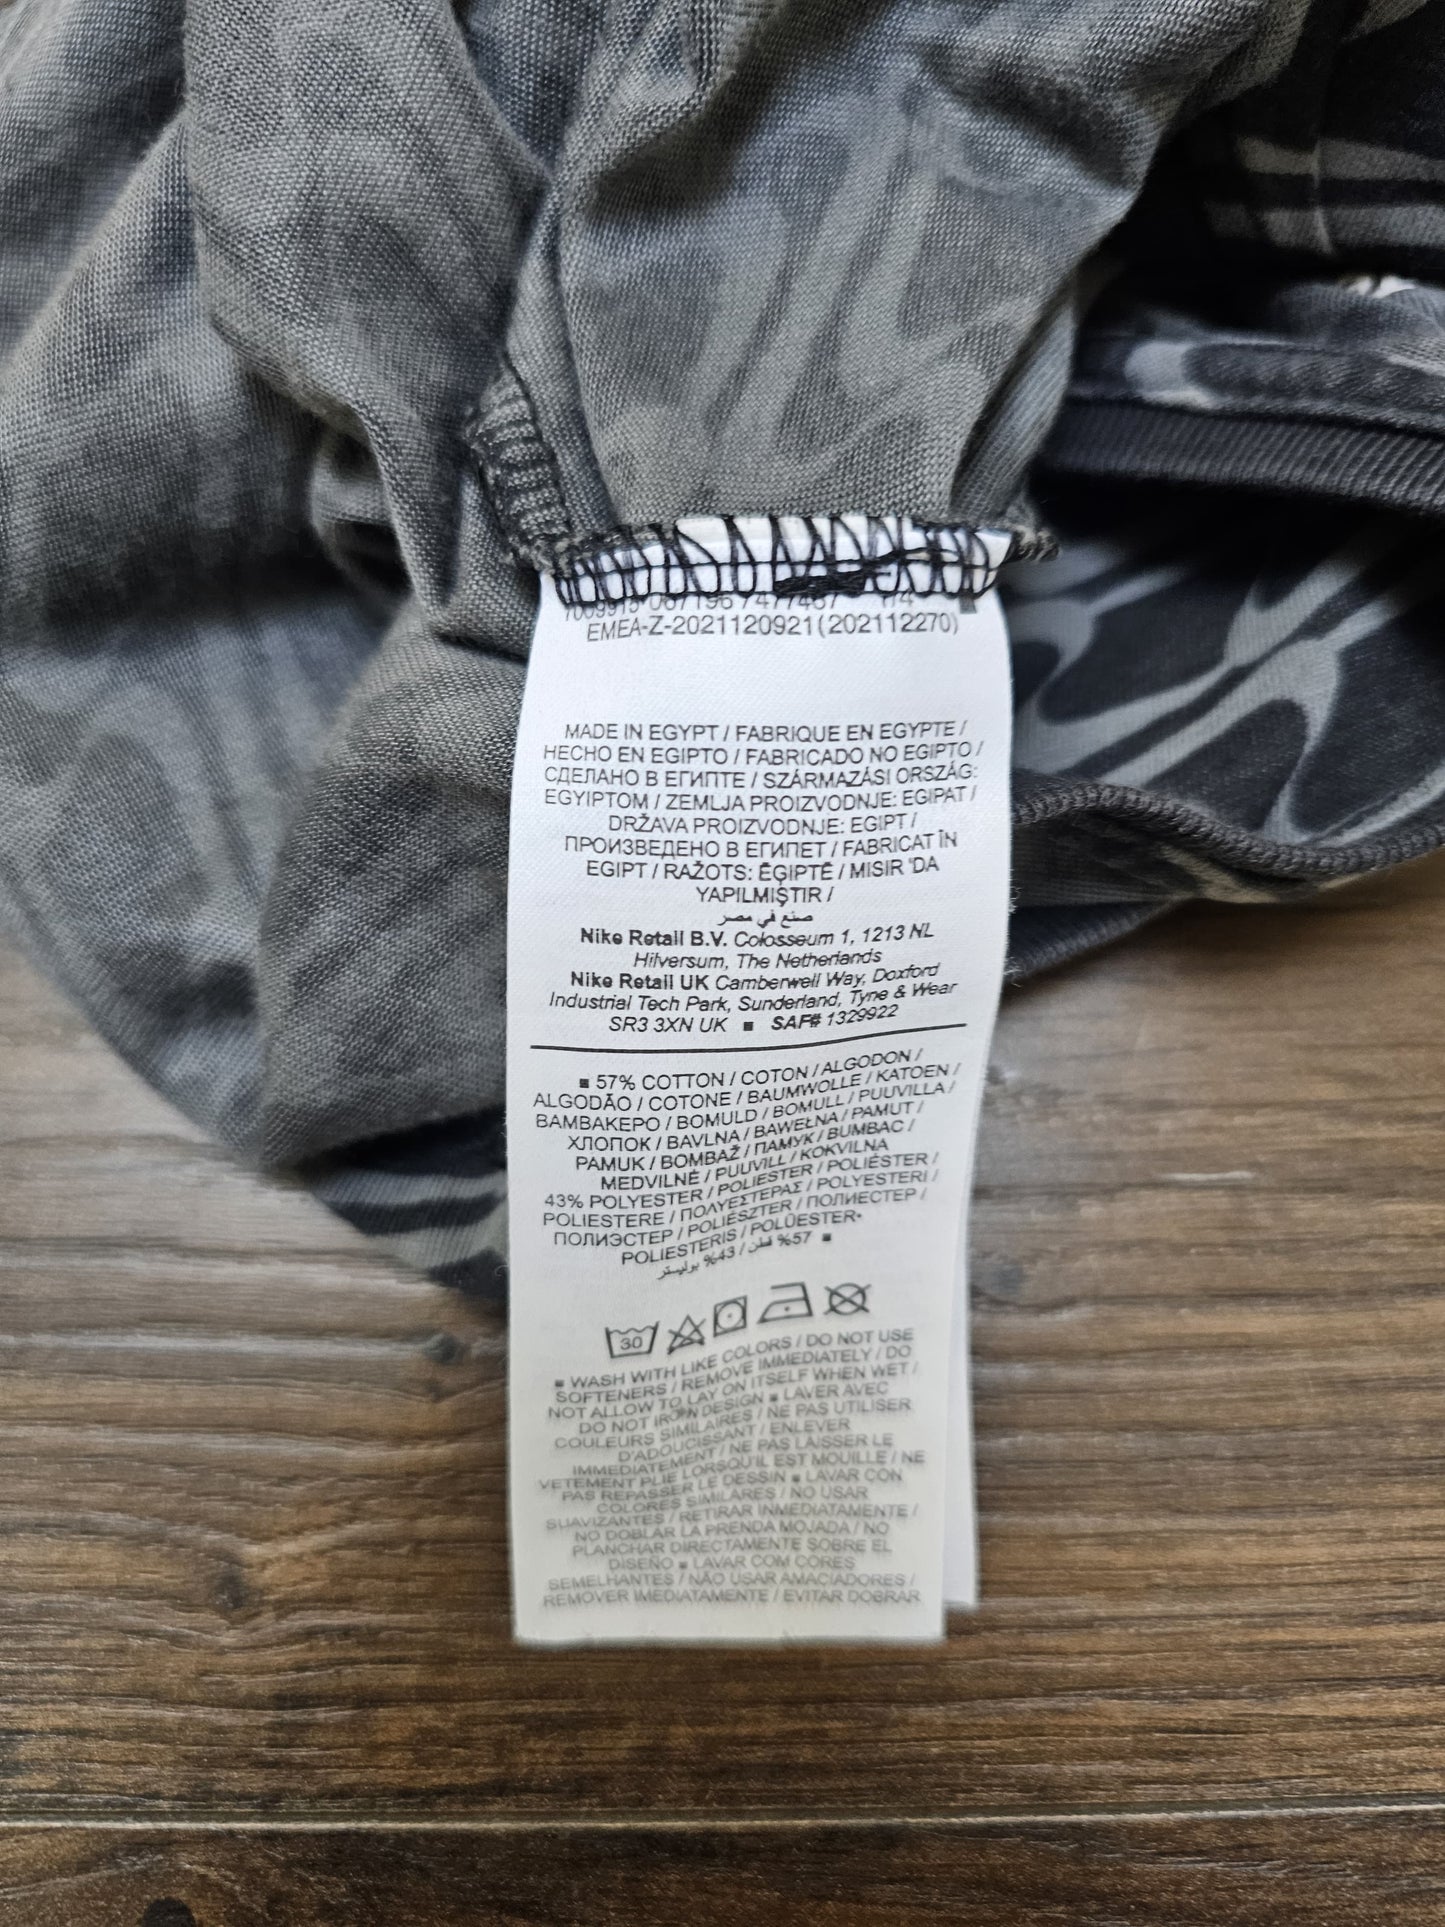 EMEA-Z-2021120921(202112270)
MADE IN EGYPT / FABRIQUE EN EGYPTE /
HECHO EN EGIPTO / FABRICADO NO EGIPTO /
СДЕЛАНО В ЕГИПТЕ / SZÁRMAZÁSI ORSZÁG:
EGYIPTOM / ZEMLJA PROIZVODNJE: EGIPAT /
DRŽAVA PROIZVODNJE: EGIPT /
ПРОИЗВЕДЕНО В ЕГИПЕТ / FABRICAT ÎN
EGIPT / RAŽOTS: ĒĢIPTĒ / MISIR 'DA
YAPILMIŞTIR /
صنع في مصر
Nike Retail B.V. Colosseum 1, 1213 NL
Hilversum, The Netherlands
Nike Retail UK Camberwell Way, Doxford
Industrial Tech Park, Sunderland, Tyne & Wear
SR3 3XN UK ■ SAF# 1329922
■ 57% COTTON / COTON / ALGODON /
ALGODÃO / COTONE / BAUMWOLLE / KATOEN /
ΒΑΜΒΑΚΕΡΟ / BOMULD / BOMULL / PUUVILLA /
ХЛОПОК / BAVLNA / BAWEŁNA / PAMUT /
PAMUK / BOMBAŽ / ПАМУК / BUMBAC /
MEDVILNĖ / PUUVILL / KOKVILNA
43% POLYESTER / POLIESTER / POLIÉSTER /
POLIESTERE / ΠΟΛΥΕΣΤΕΡΑΣ / POLYESTERI /
ПОЛИЭСТЕР / POLIÉSZTER / ПОЛИЕСТЕР /
POLIESTERIS / POLÜESTER▪
57% قطن / 43% بوليستر ■
30
■ WASH WITH LIKE COLORS / DO NOT USE
SOFTENERS / REMOVE IMMEDIATELY / DO
NOT ALLOW TO LAY ON ITSELF WHEN WET /
DO NOT IRON DESIGN ■ LAVER AVEC
COULEURS SIMILAIRES / NE PAS UTILISER
D'ADOUCISSANT / ENLEVER
IMMEDIATEMENT / NE PAS LAISSER LE
VETEMENT PLIE LORSQU'IL EST MOUILLE / NE
PAS REPASSER LE DESSIN ■ LAVAR CON
COLORES SIMILARES / NO USAR
SUAVIZANTES / RETIRAR INMEDIATAMENTE /
NO DOBLAR LA PRENDA MOJADA / NO
PLANCHAR DIRECTAMENTE SOBRE EL
DISEÑO ■ LAVAR COM CORES
SEMELHANTES / NÃO USAR AMACIADORES /
REMOVER IMEDIATAMENTE / EVITAR DOBRAR